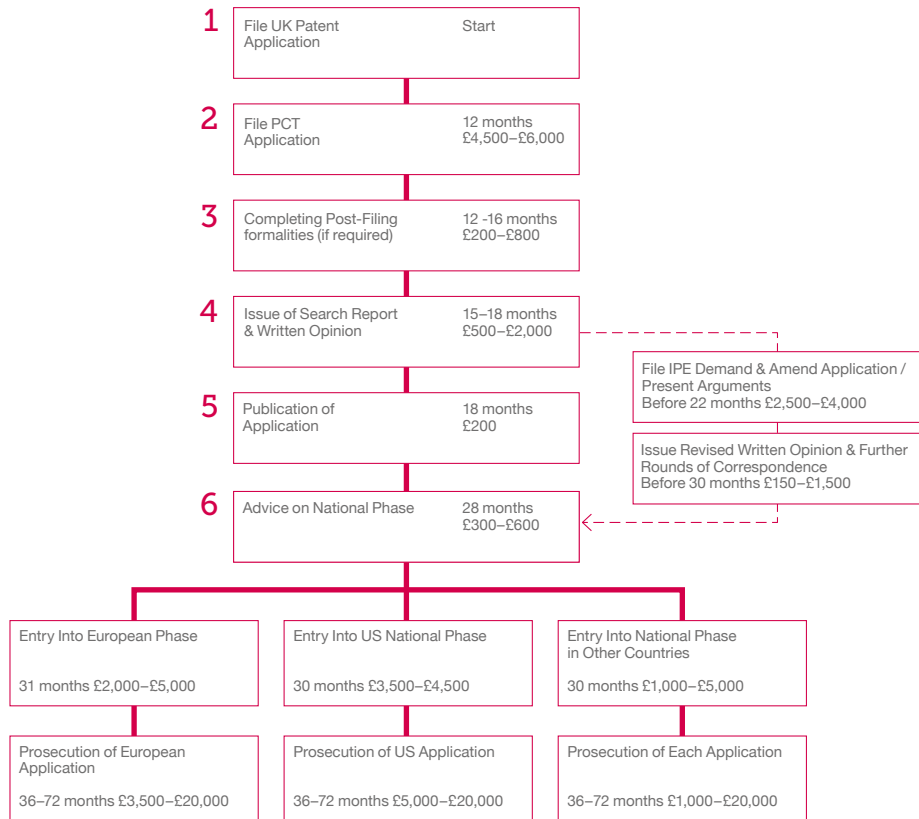 1
File UK Patent
Application
Start
2
File PCT
Application
12 months
£4,500–£6,000
3
Completing Post-Filing
formalities (if required)
12 -16 months
£200–£800
4
Issue of Search Report
& Written Opinion
15–18 months
£500–£2,000
File IPE Demand & Amend Application /
Present Arguments
Before 22 months £2,500–£4,000
5
Publication of
Application
18 months
£200
Issue Revised Written Opinion & Further
Rounds of Correspondence
Before 30 months £150–£1,500
6
Advice on National Phase
28 months
£300–£600
Entry Into European Phase
31 months £2,000–£5,000
Entry Into US National Phase
30 months £3,500–£4,500
Entry Into National Phase
in Other Countries
30 months £1,000–£5,000
Prosecution of European
Application
36–72 months £3,500–£20,000
Prosecution of US Application
36–72 months £5,000–£20,000
Prosecution of Each Application
36–72 months £1,000–£20,000